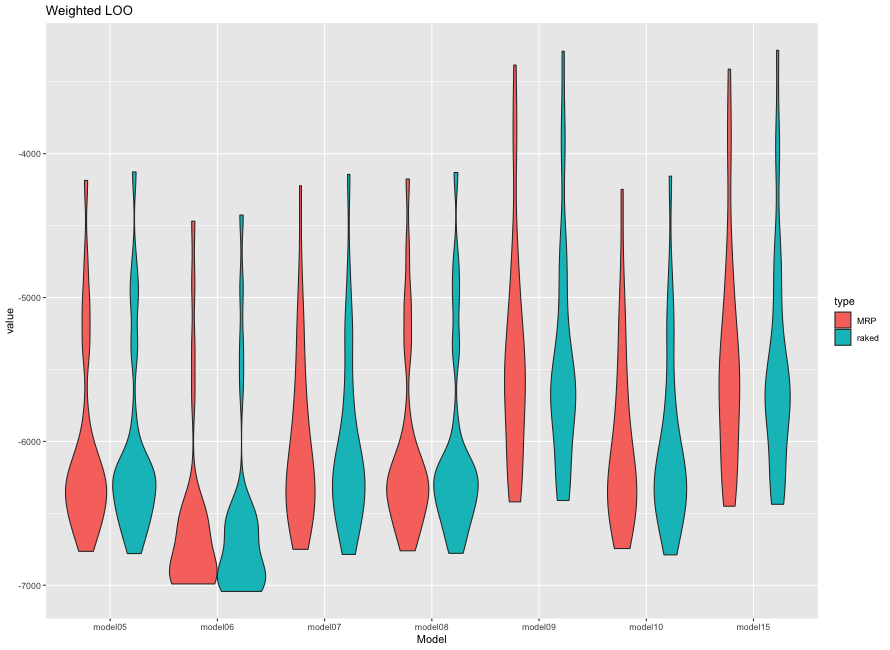 Weighted LOO
value
-4000
-5000
-6000
-7000
model05 model06 model07 model08 model09 model10 model15
Model
type
MRP
raked